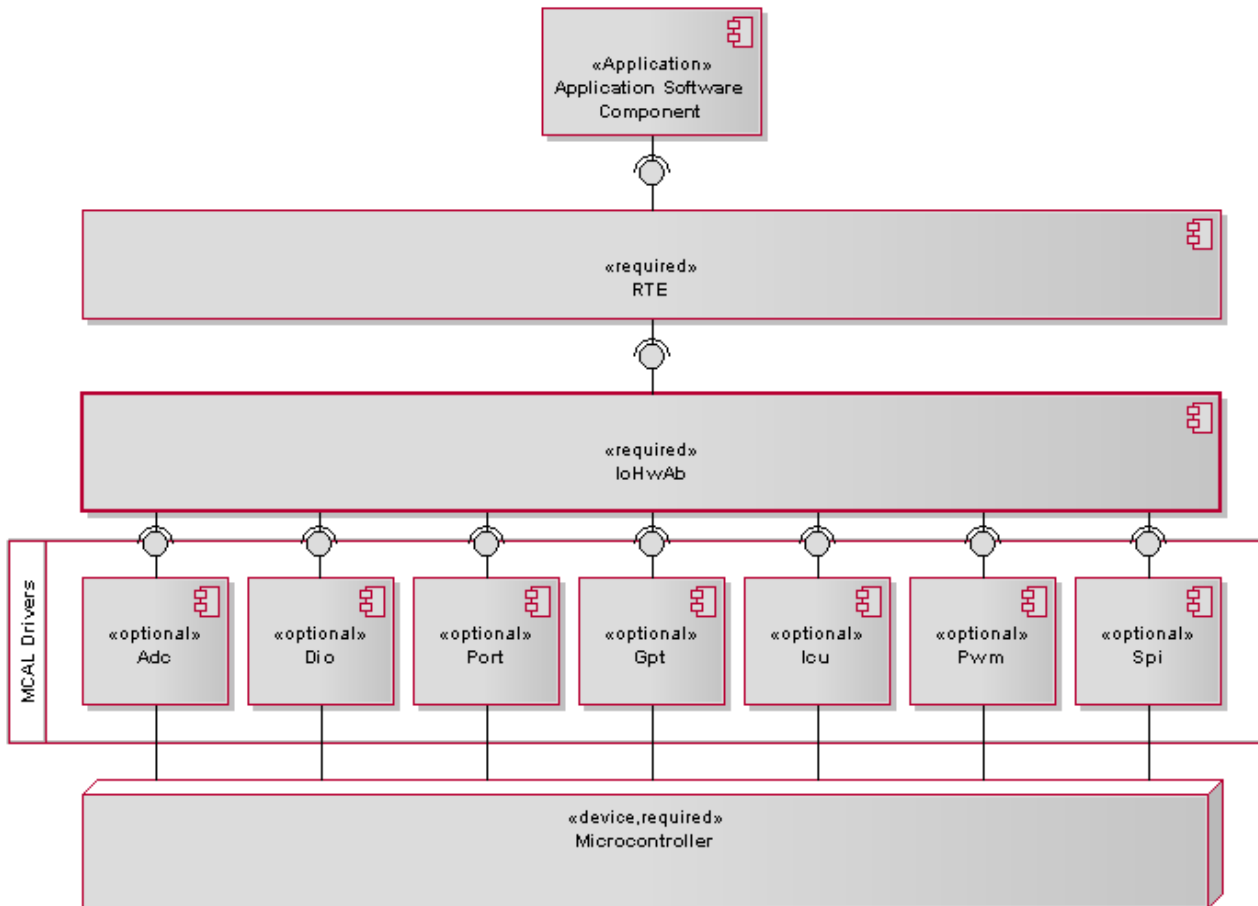 «Application»
Application Software
Component
«required»
RTE
«required»
IoHwAb
MCAL Drivers
«optional»
Adc
«optional»
Dio
«optional»
Port
«optional»
Gpt
«optional»
Icu
«optional»
Pwm
«optional»
Spi
«device,required»
Microcontroller